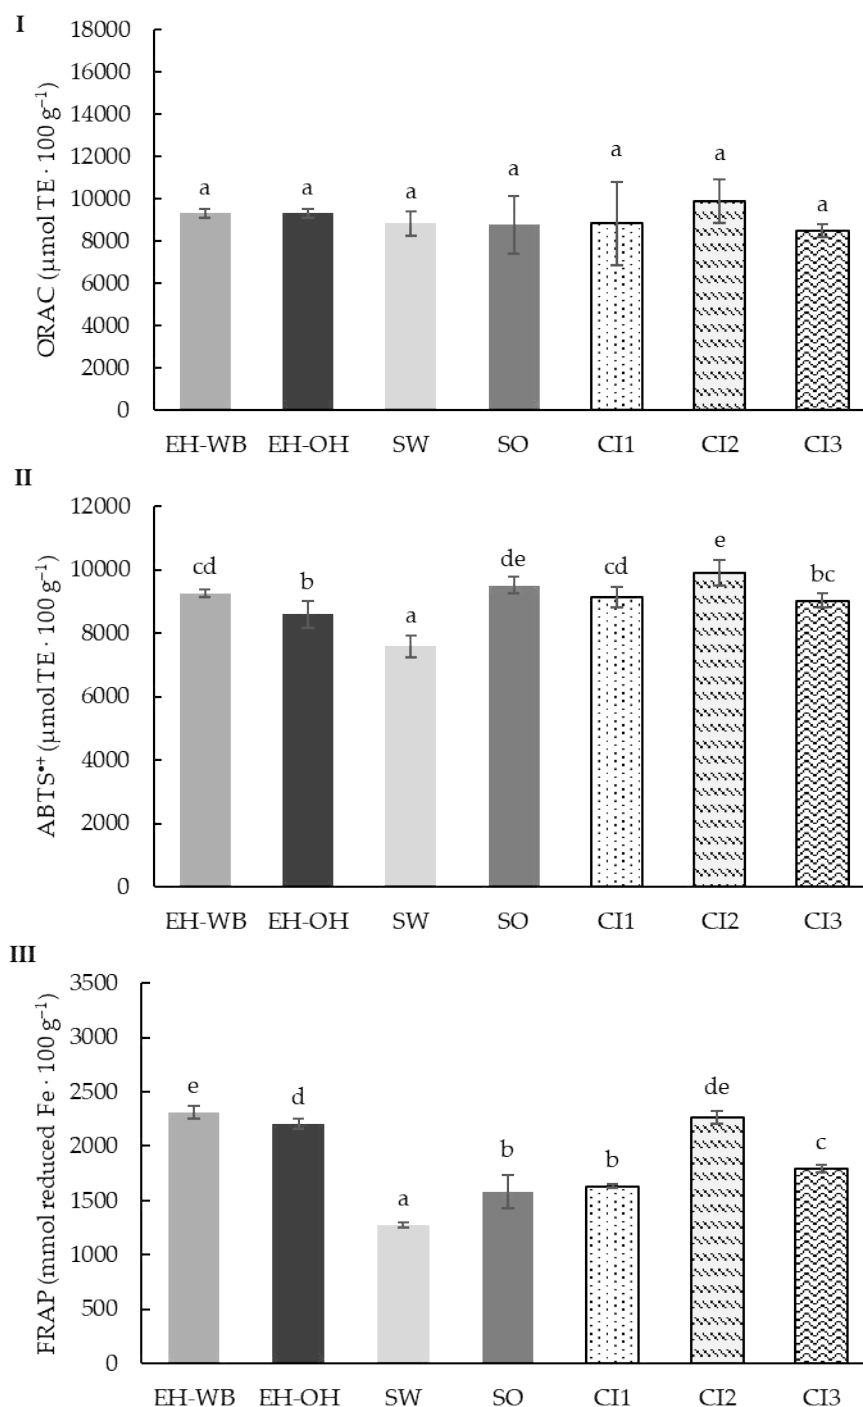 I
ORAC (µmol TE · 100 g⁻¹)
18000
16000
14000
12000
10000
8000
6000
4000
2000
0
a a a a a a a
EH-WB EH-OH SW SO CI1 CI2 CI3
II
ABTS•⁺ (µmol TE · 100 g⁻¹)
12000
10000
8000
6000
4000
2000
0
cd b a de cd e bc
EH-WB EH-OH SW SO CI1 CI2 CI3
III
FRAP (mmol reduced Fe · 100 g⁻¹)
3500
3000
2500
2000
1500
1000
500
0
e d a b b de c
EH-WB EH-OH SW SO CI1 CI2 CI3